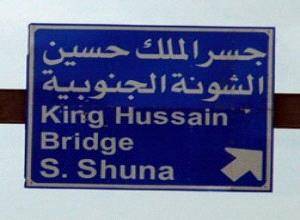 جسر الملك حسين
الشونة الجنوبية
King Hussain
Bridge
S. Shuna